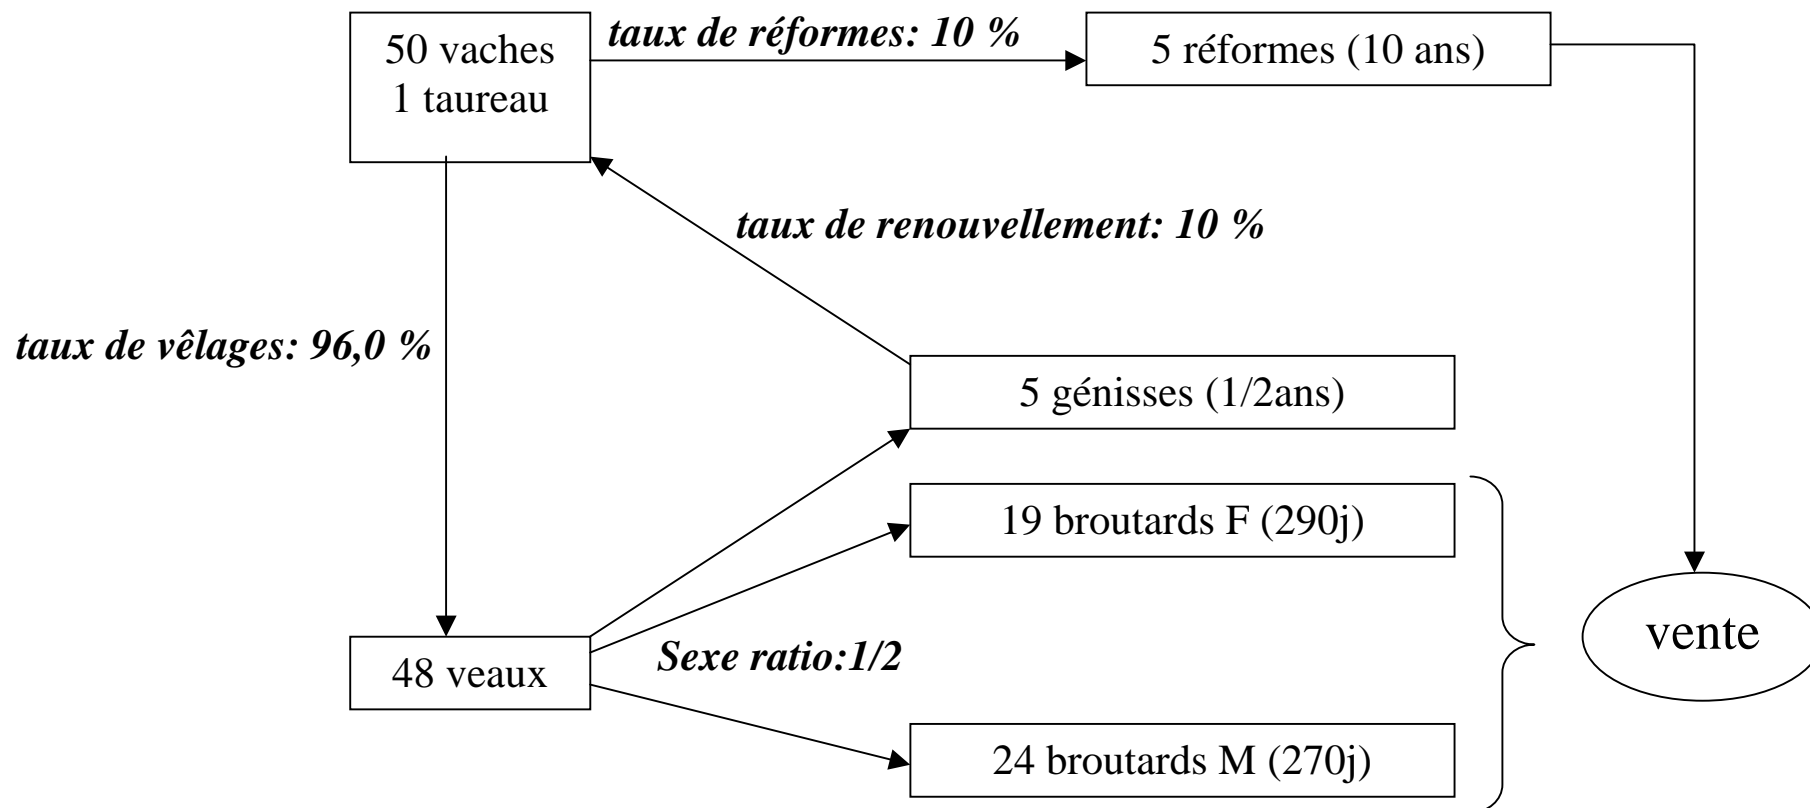 50 vaches
1 taureau
taux de réformes: 10 %
5 réformes (10 ans)
taux de renouvellement: 10 %
taux de vêlages: 96,0 %
5 génisses (1/2ans)
19 broutards F (290j)
vente
48 veaux
Sexe ratio:1/2
24 broutards M (270j)